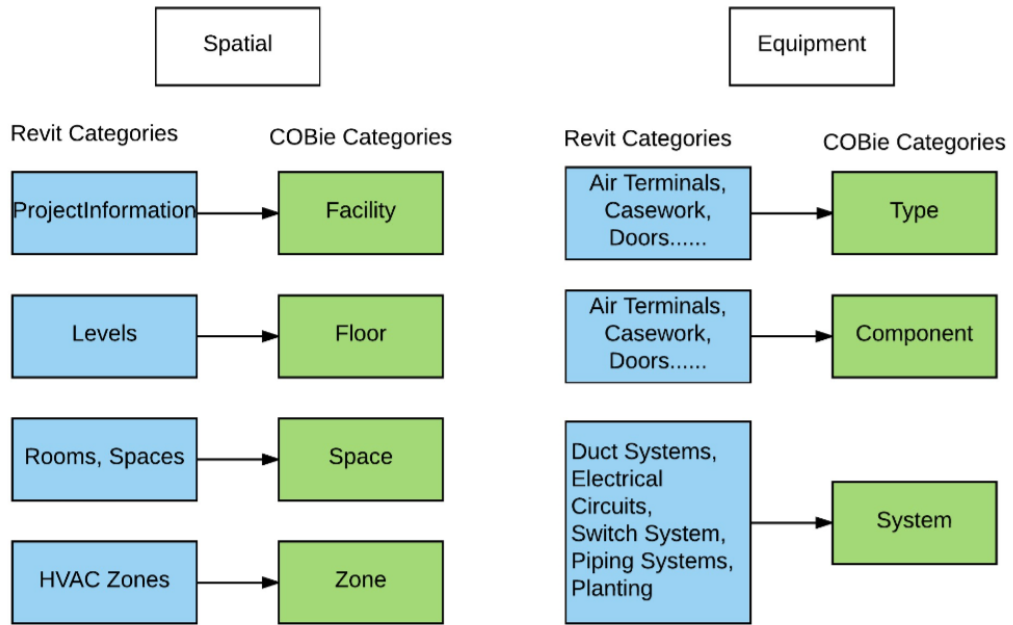 Spatial
Revit Categories
COBie Categories
ProjectInformation
Facility
Levels
Floor
Rooms, Spaces
Space
HVAC Zones
Zone
Equipment
Revit Categories
COBie Categories
Air Terminals,
Casework,
Doors......
Type
Air Terminals,
Casework,
Doors......
Component
Duct Systems,
Electrical
Circuits,
Switch System,
Piping Systems,
Planting
System